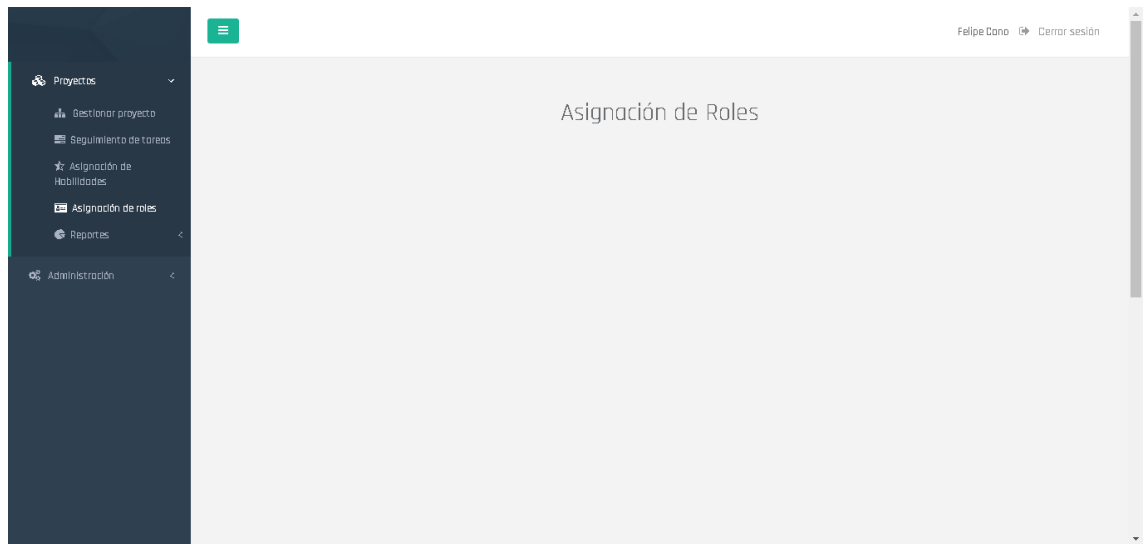 Felipe Cano Cerrar sesión
Proyectos
Gestionar proyecto
Seguimiento de tareas
Asignación de
Habilidades
Asignación de roles
Reportes
Administración
Asignación de Roles